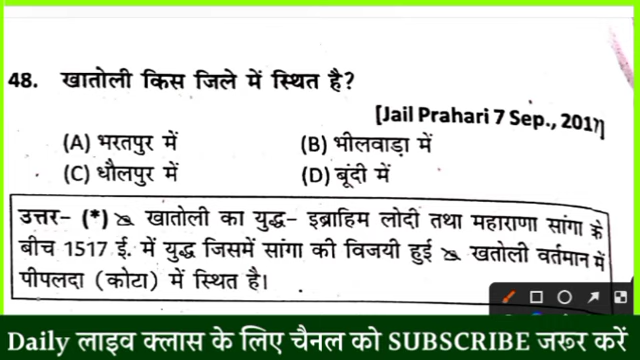 48. खातोली किस जिले में स्थित है?
[Jail Prahari 7 Sep., 2017]
(A) भरतपुर में (B) भीलवाड़ा में
(C) धौलपुर में (D) बूंदी में
उत्तर– (*) खातोली का युद्ध– इब्राहिम लोदी तथा महाराणा सांगा के
बीच 1517 ई. में युद्ध जिसमें सांगा की विजयी हुई खतोली वर्तमान में
पीपलदा (कोटा) में स्थित है।
Daily लाइव क्लास के लिए चैनल को SUBSCRIBE जरूर करें